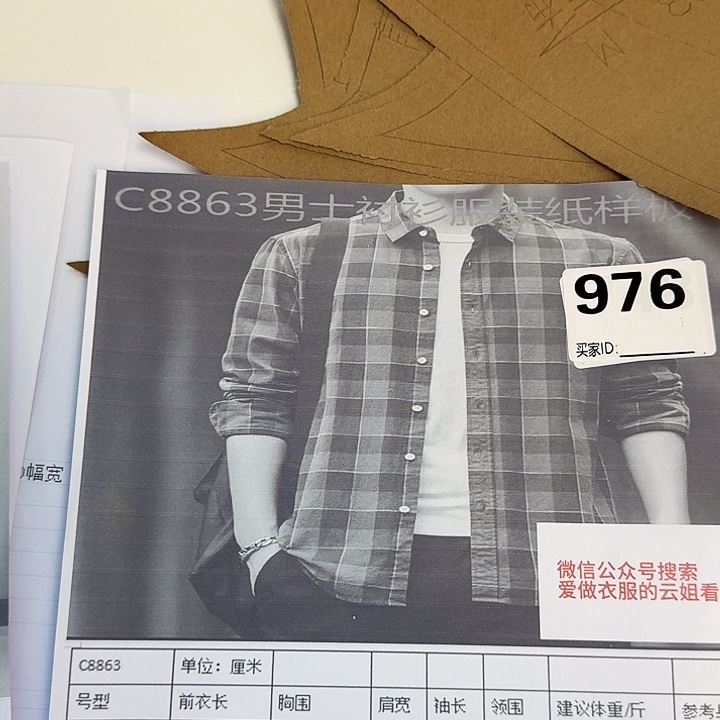 C8863男士衬衫服装纸样板
976
买家ID:
幅宽
微信公众号搜索
爱做衣服的云姐看
C8863 单位：厘米
号型 前衣长 胸围 肩宽 袖长 领围 建议体重/斤 参考身